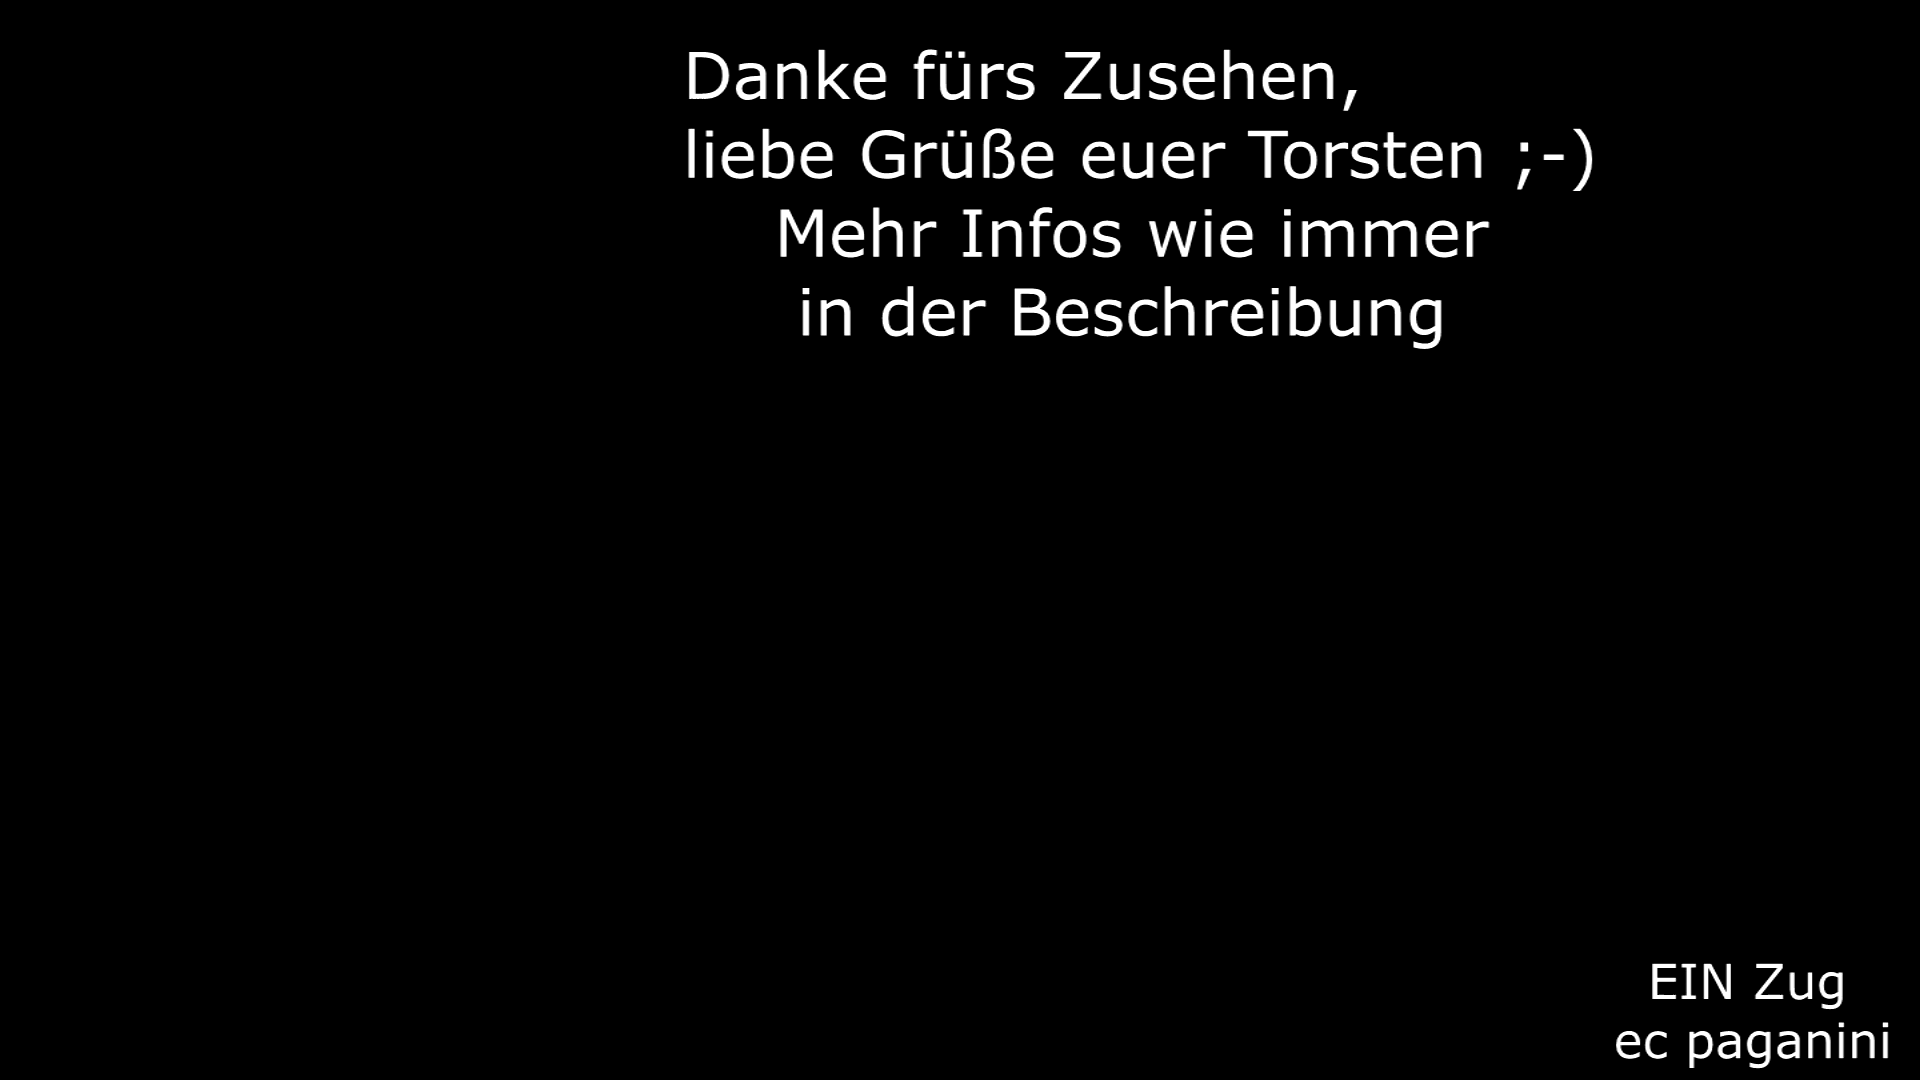 Danke fürs Zusehen,
liebe Grüße euer Torsten ;-)
Mehr Infos wie immer
in der Beschreibung
EIN Zug
ec paganini